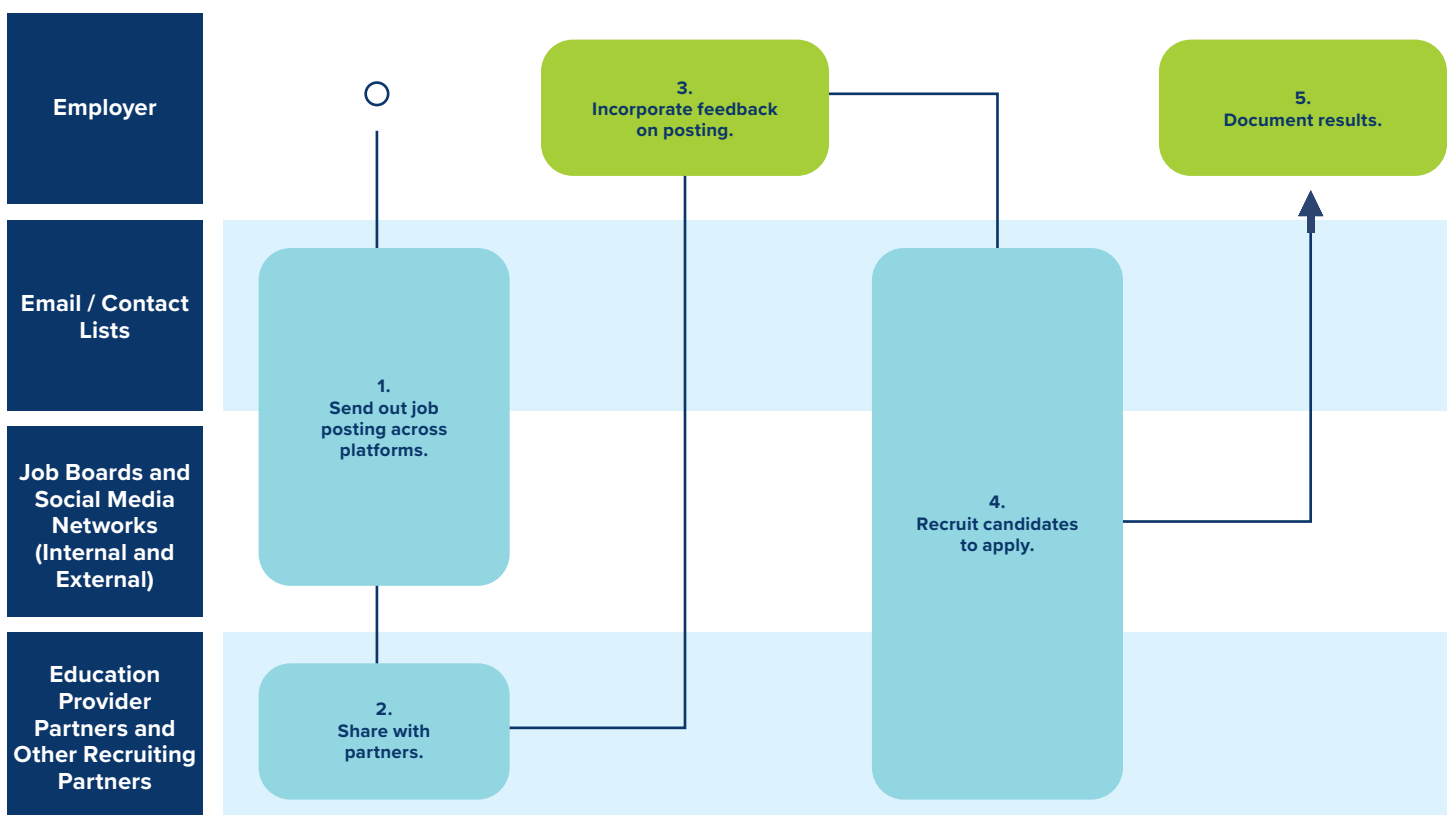 Employer
3.
Incorporate feedback
on posting.
5.
Document results.
Email / Contact
Lists
1.
Send out job
posting across
platforms.
Job Boards and
Social Media
Networks
(Internal and
External)
4.
Recruit candidates
to apply.
Education
Provider
Partners and
Other Recruiting
Partners
2.
Share with
partners.